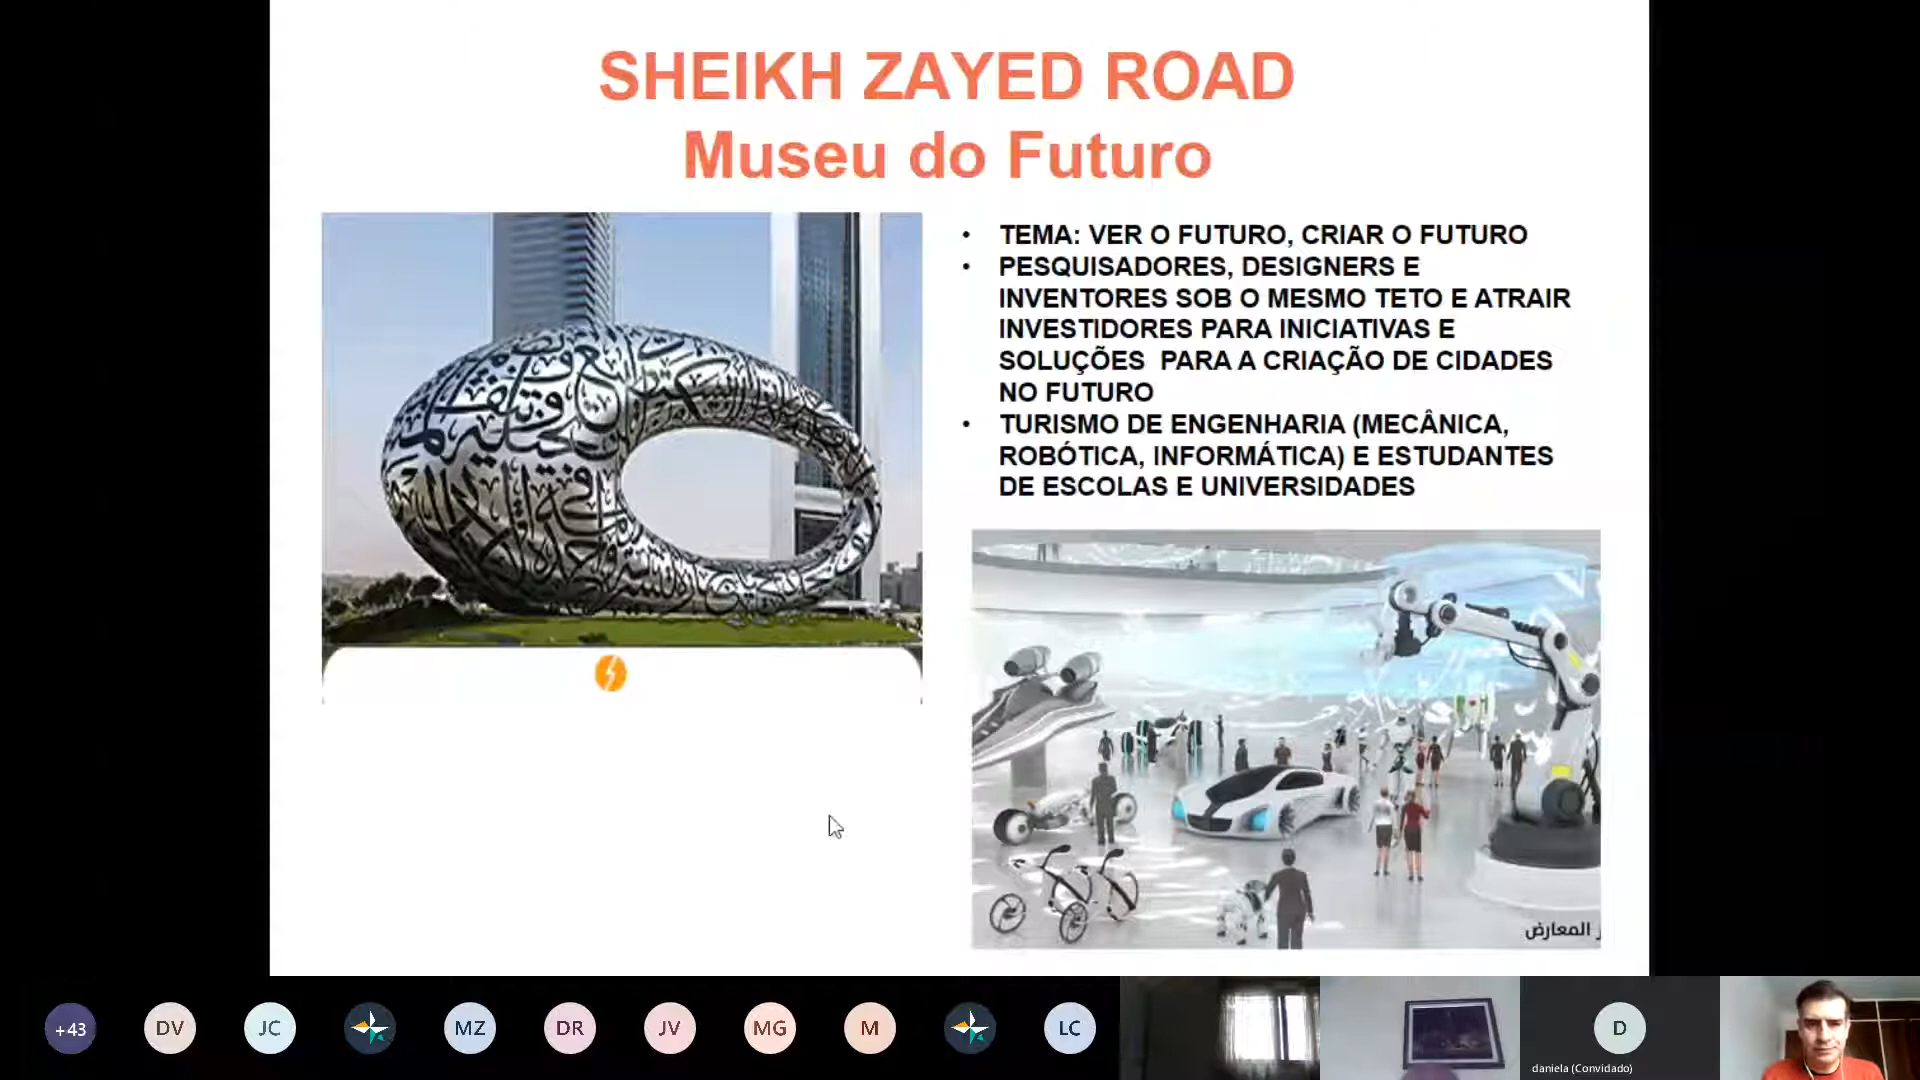 SHEIKH ZAYED ROAD
Museu do Futuro
• TEMA: VER O FUTURO, CRIAR O FUTURO
• PESQUISADORES, DESIGNERS E
INVENTORES SOB O MESMO TETO E ATRAIR
INVESTIDORES PARA INICIATIVAS E
SOLUÇÕES PARA A CRIAÇÃO DE CIDADES
NO FUTURO
• TURISMO DE ENGENHARIA (MECÂNICA,
ROBÓTICA, INFORMÁTICA) E ESTUDANTES
DE ESCOLAS E UNIVERSIDADES
المعارض
+43
DV
JC
MZ
DR
JV
MG
M
LC
D
daniela (Convidado)